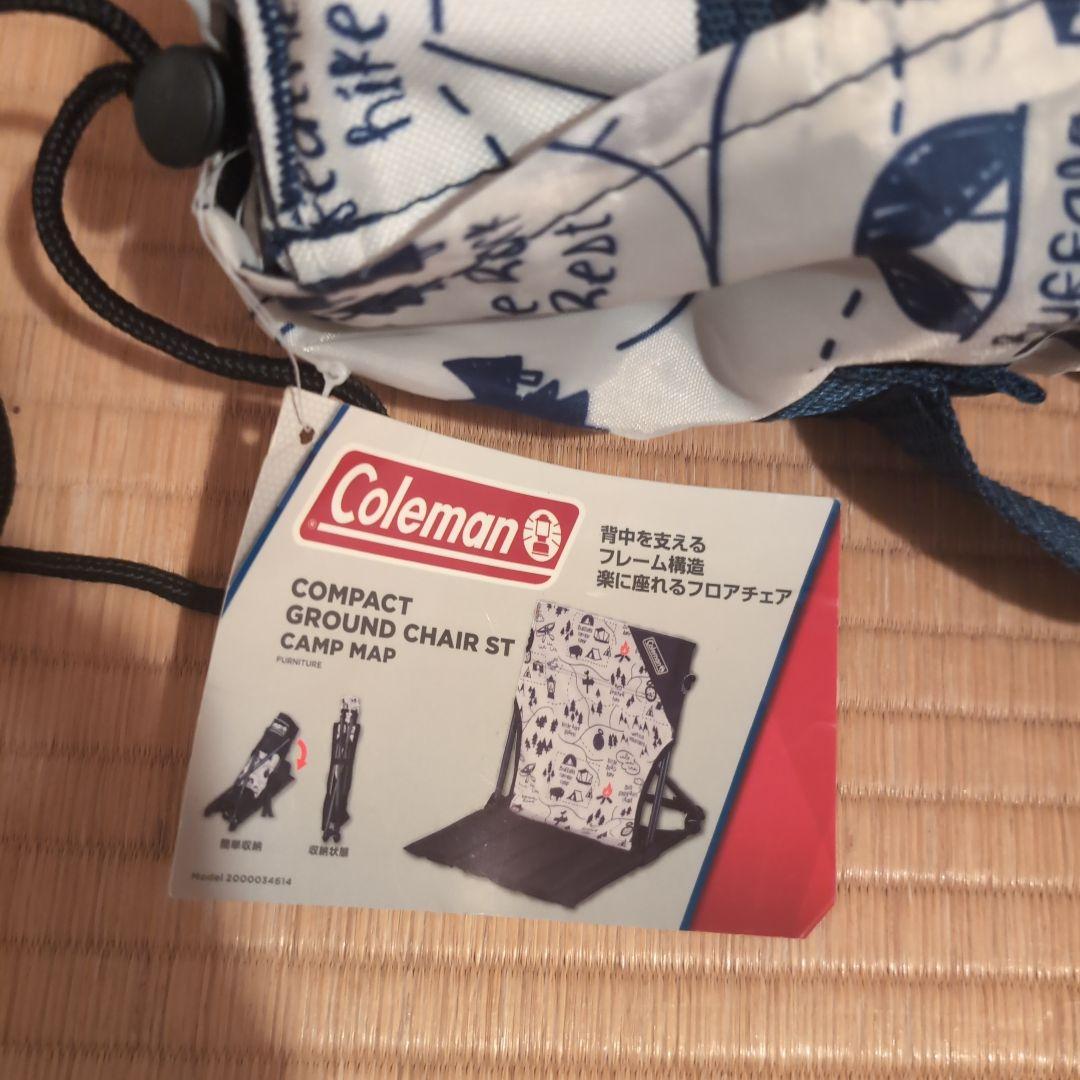 hike
Best
Coleman
背中を支える
フレーム構造
楽に座れるフロアチェア
COMPACT
GROUND CHAIR ST
CAMP MAP
FURNITURE
Coleman
簡単収納
収納状態
Model 2000034614